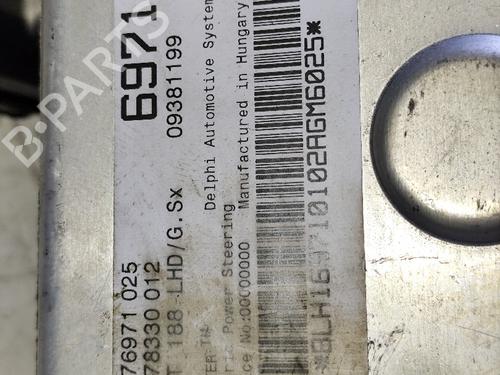 6971
09381199
76971 025
78330 012
188-LHD/G.Sx
Delphi Automotive System
Power Steering
No:00000000 Manufactured in Hungary
B-PARTS